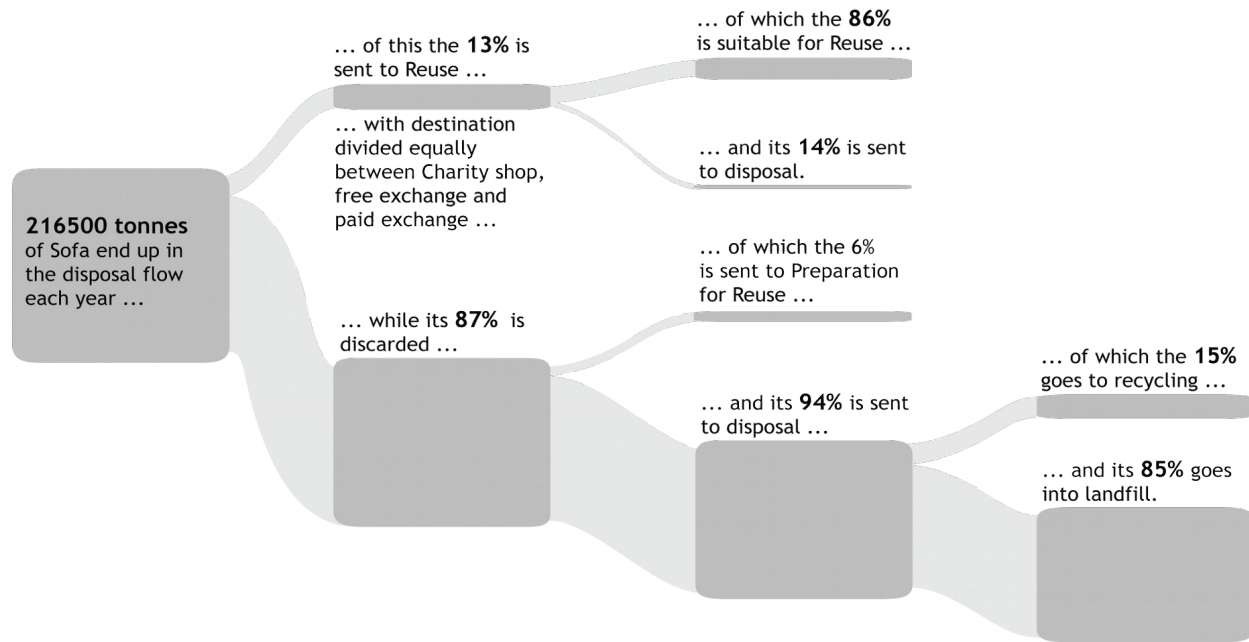 216500 tonnes
of Sofa end up in
the disposal flow
each year ...
... of this the 13% is
sent to Reuse ...
... with destination
divided equally
between Charity shop,
free exchange and
paid exchange ...
... while its 87% is
discarded ...
... of which the 86%
is suitable for Reuse ...
... and its 14% is sent
to disposal.
... of which the 6%
is sent to Preparation
for Reuse ...
... and its 94% is sent
to disposal ...
... of which the 15%
goes to recycling ...
... and its 85% goes
into landfill.